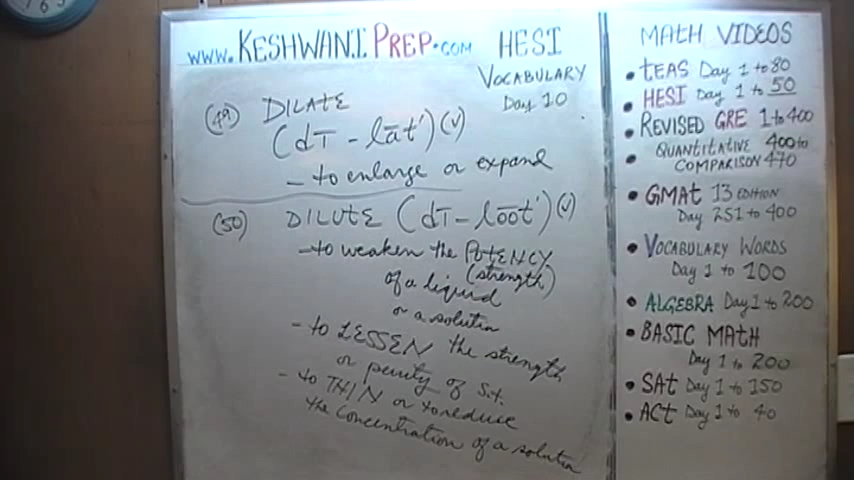 www.KESHWANIPREP.COM
HESI
VOCABULARY
Day 10
(49) DILATE
(dī - lāt') (v)
- to enlarge or expand
(50) DILUTE (dī - lōōt') (v)
- to weaken the POTENCY
(strength)
of a liquid
or a solution
- to LESSEN the strength
or purity of s.t.
- to THIN or to reduce
the concentration of a solution
MATH VIDEOS
• TEAS Day 1 to 80
• HESI Day 1 to 50
• REVISED GRE 1 to 400
• QUANTITATIVE 400 to
COMPARISON 470
• GMAT 13 EDITION
Day 251 to 400
• VOCABULARY WORDS
Day 1 to 100
• ALGEBRA Day 1 to 200
• BASIC MATH
Day 1 to 200
• SAT Day 1 to 150
• ACT Day 1 to 40